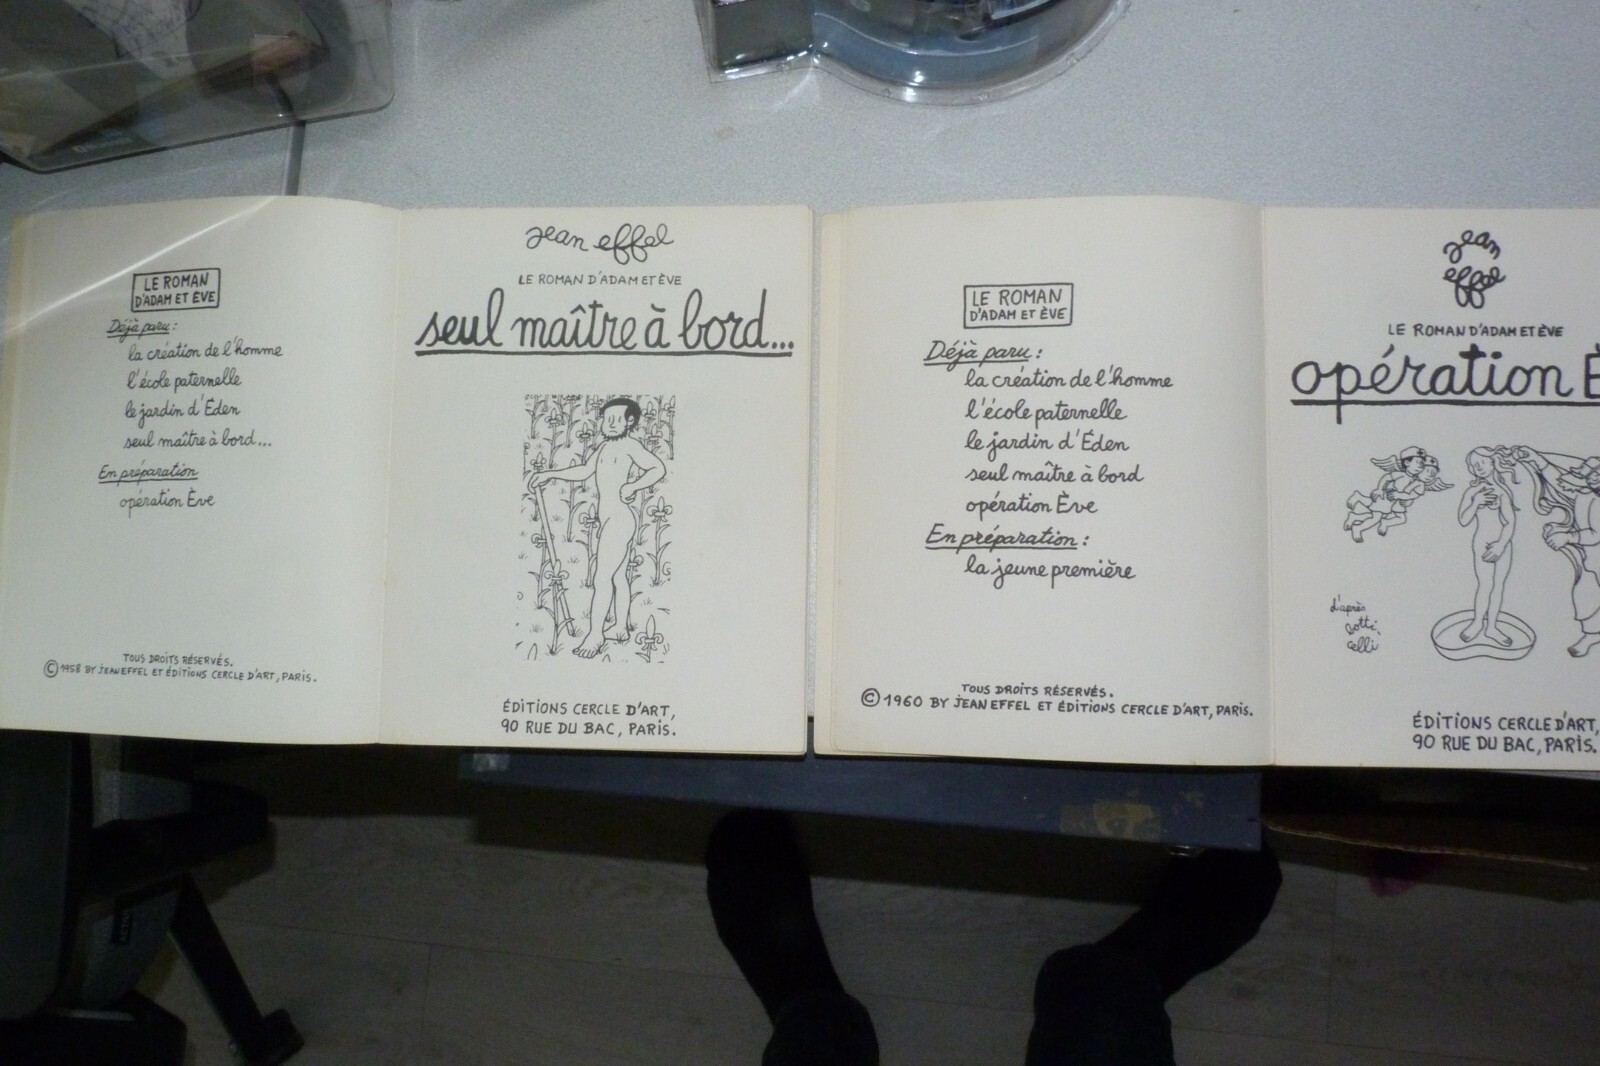 LE ROMAN
D'ADAM ET ÈVE
Déjà paru :
la création de l'homme
l'école paternelle
le jardin d'Éden
seul maître à bord...
En préparation
opération Ève
TOUS DROITS RÉSERVÉS.
© 1958 BY JEAN EFFEL ET ÉDITIONS CERCLE D'ART, PARIS.
jean effel
LE ROMAN D'ADAM ET ÈVE
seul maître à bord...
ÉDITIONS CERCLE D'ART,
90 RUE DU BAC, PARIS.
LE ROMAN
D'ADAM ET ÈVE
Déjà paru :
la création de l'homme
l'école paternelle
le jardin d'Éden
seul maître à bord
opération Ève
En préparation :
la jeune première
TOUS DROITS RÉSERVÉS.
© 1960 BY JEAN EFFEL ET ÉDITIONS CERCLE D'ART, PARIS.
jean
effel
LE ROMAN D'ADAM ET ÈVE
opération È
d'après
botti-
celli
ÉDITIONS CERCLE D'ART,
90 RUE DU BAC, PARIS.